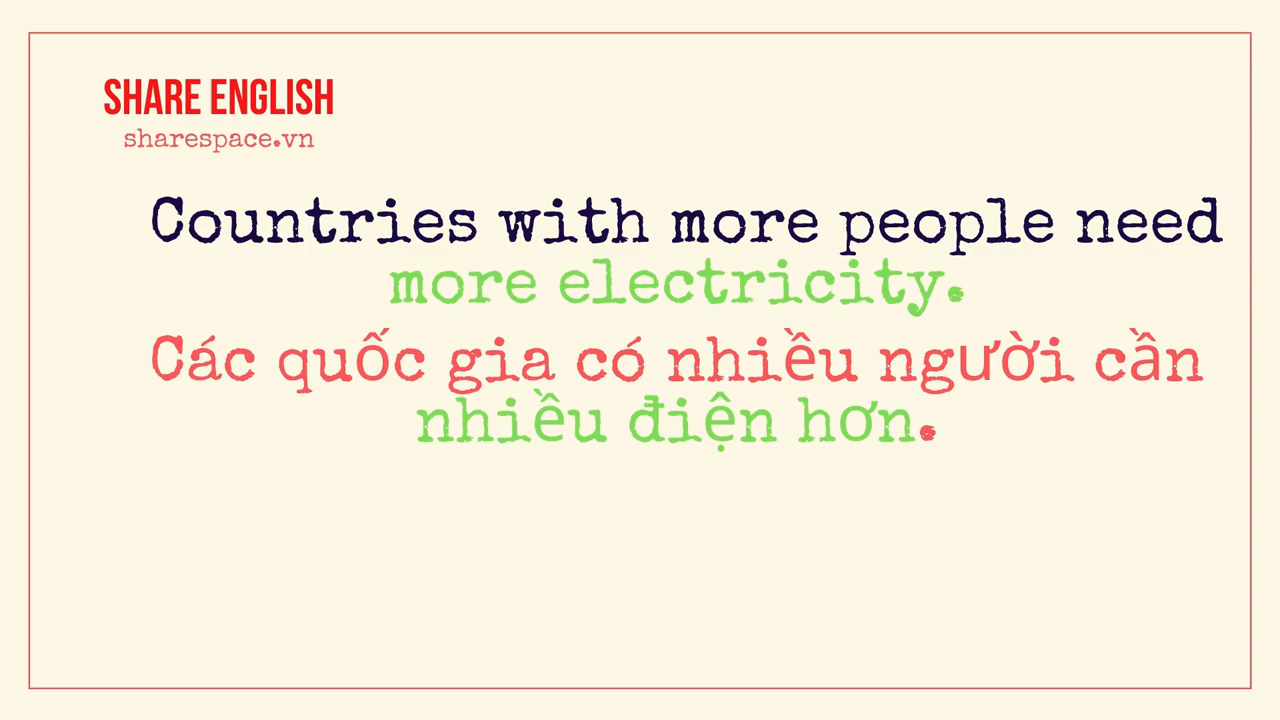 SHARE ENGLISH
sharespace.vn
Countries with more people need
more electricity.
Các quốc gia có nhiều người cần
nhiều điện hơn.